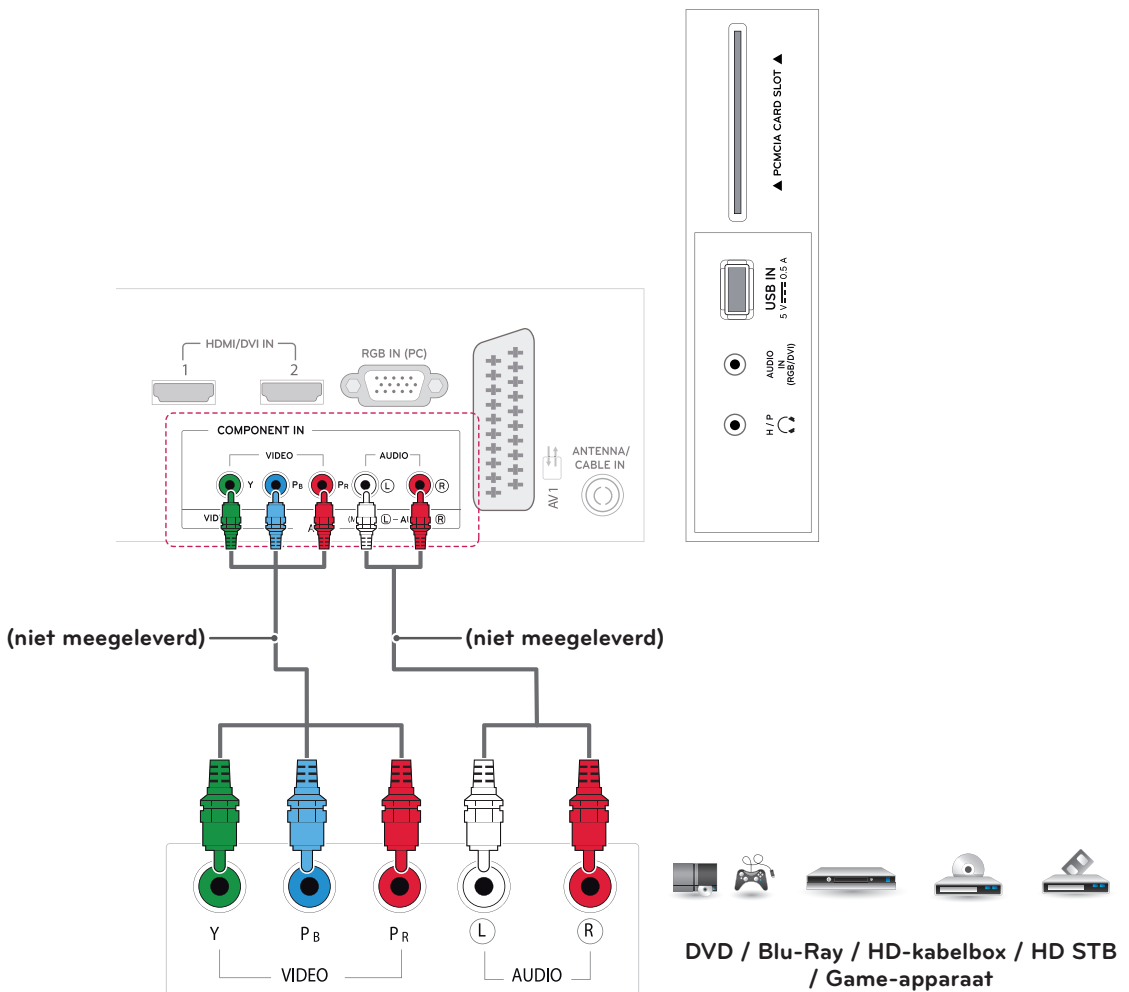 ▲ PCMCIA CARD SLOT ▲
USB IN
5 V 0.5 A
AUDIO
IN
(RGB/DVI)
H / P
HDMI/DVI IN
1
2
RGB IN (PC)
COMPONENT IN
VIDEO
AUDIO
Y
PB
PR
L
R
VID
A
(M
L
AU
R
AV 1
ANTENNA/
CABLE IN
(niet meegeleverd)
(niet meegeleverd)
Y
PB
PR
L
R
VIDEO
AUDIO
DVD / Blu-Ray / HD-kabelbox / HD STB
/ Game-apparaat